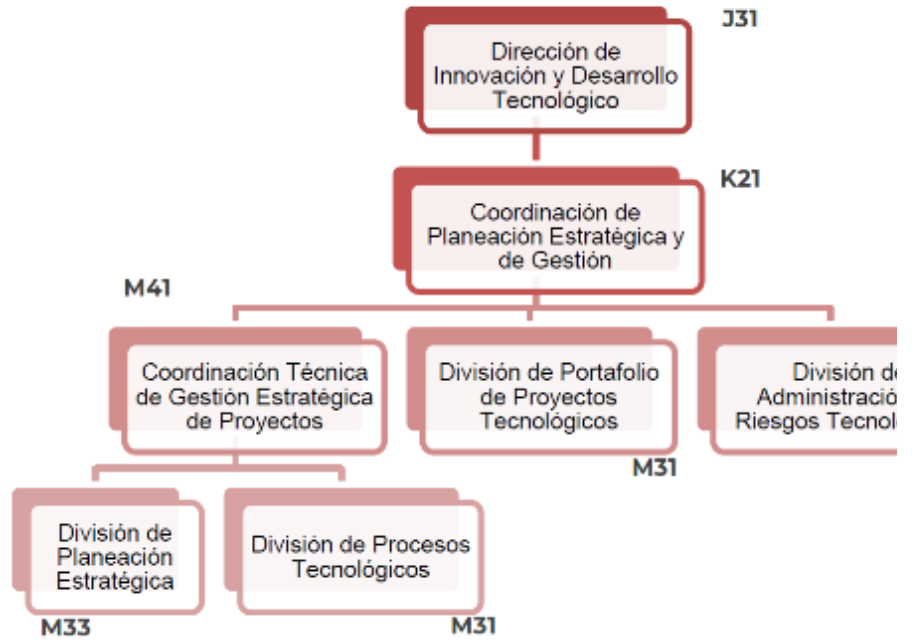 J31
Dirección de
Innovación y Desarrollo
Tecnológico
K21
Coordinación de
Planeación Estratégica y
de Gestión
M41
Coordinación Técnica
de Gestión Estratégica
de Proyectos
División de Portafolio
de Proyectos
Tecnológicos
División
Riesgos
M31
División de
Planeación
Estratégica
División de Procesos
Tecnológicos
M33
M31